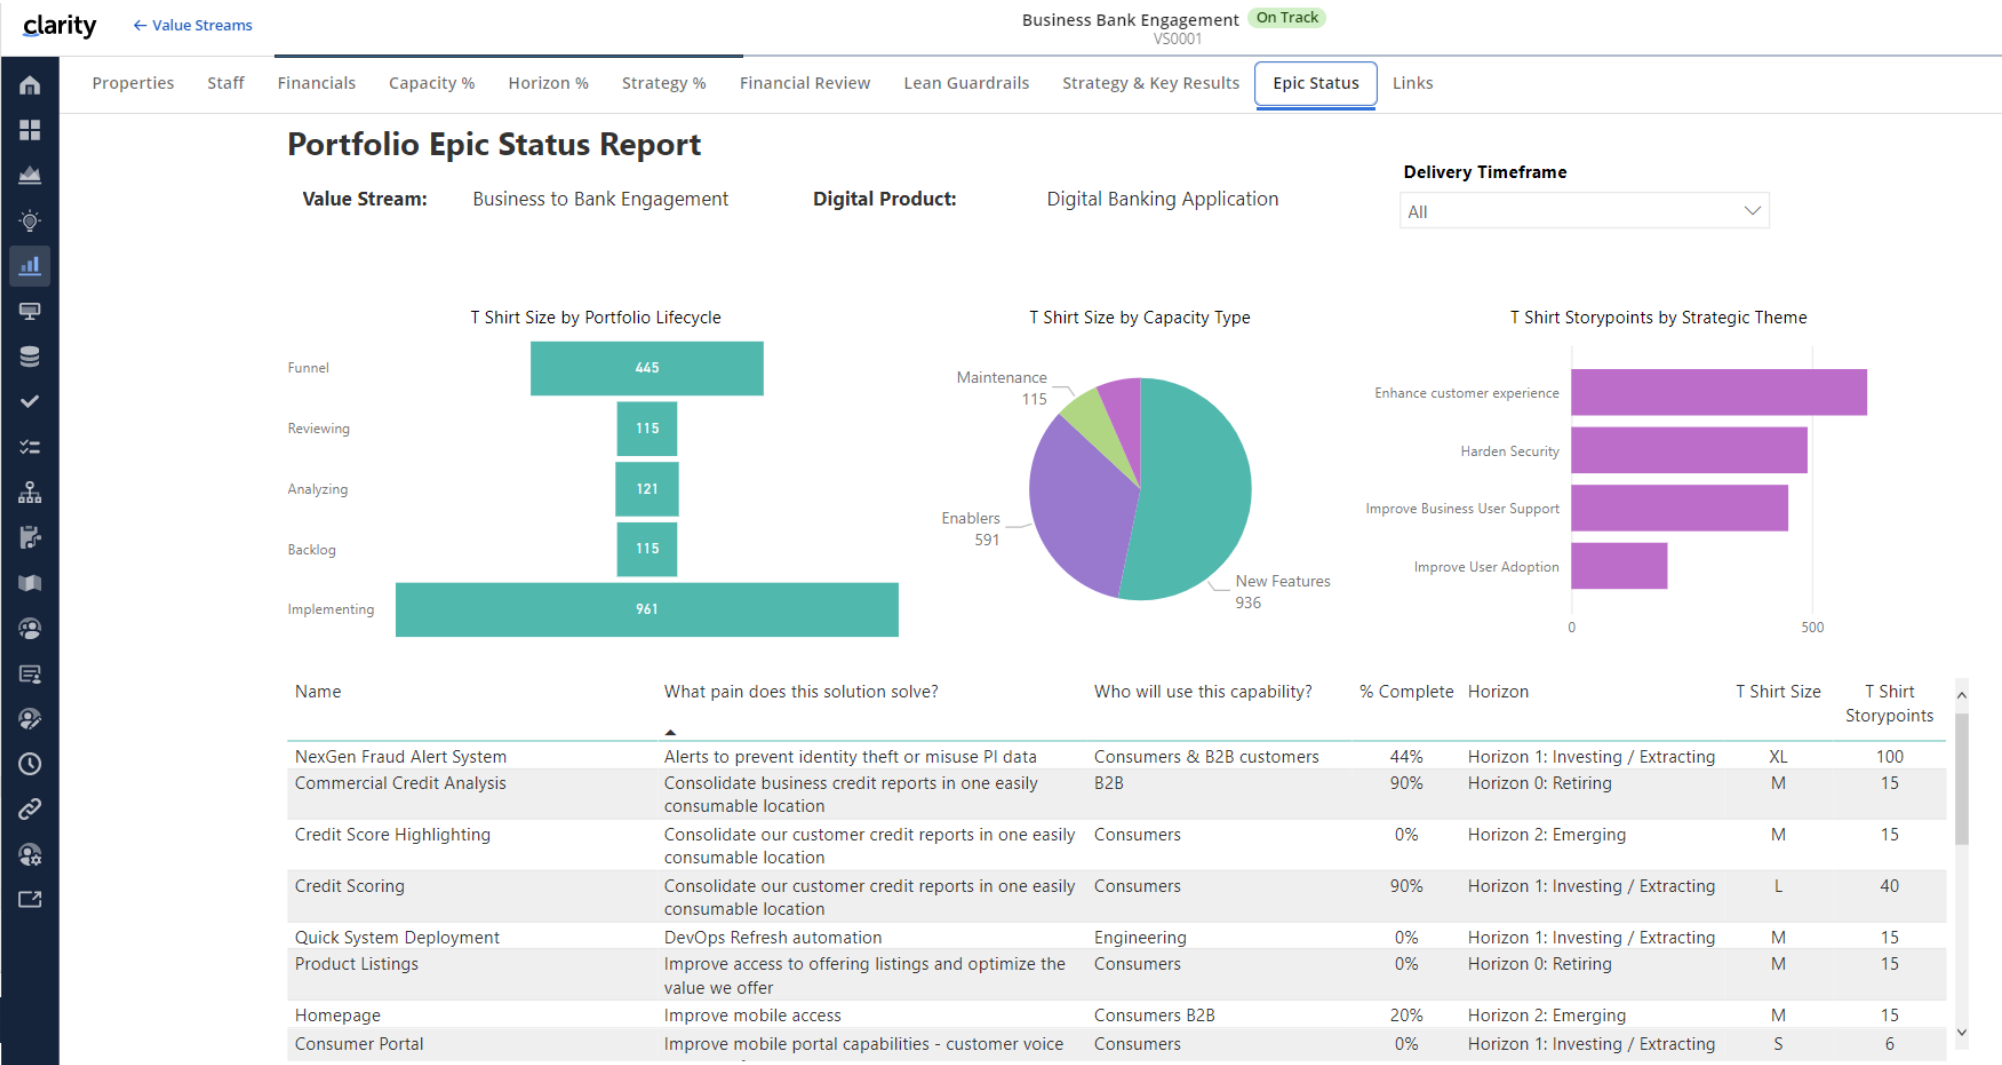 clarity
← Value Streams
Business Bank Engagement On Track
VS0001
Properties Staff Financials Capacity % Horizon % Strategy % Financial Review Lean Guardrails Strategy & Key Results Epic Status Links
Portfolio Epic Status Report
Value Stream: Business to Bank Engagement Digital Product: Digital Banking Application
Delivery Timeframe
All
T Shirt Size by Portfolio Lifecycle
Funnel 445
Reviewing 115
Analyzing 121
Backlog 115
Implementing 961
T Shirt Size by Capacity Type
Maintenance
115
Enablers
591
New Features
936
T Shirt Storypoints by Strategic Theme
Enhance customer experience
Harden Security
Improve Business User Support
Improve User Adoption
0 500
Name What pain does this solution solve? Who will use this capability? % Complete Horizon T Shirt Size T Shirt
Storypoints
NexGen Fraud Alert System Alerts to prevent identity theft or misuse PI data Consumers & B2B customers 44% Horizon 1: Investing / Extracting XL 100
Commercial Credit Analysis Consolidate business credit reports in one easily B2B 90% Horizon 0: Retiring M 15
consumable location
Credit Score Highlighting Consolidate our customer credit reports in one easily Consumers 0% Horizon 2: Emerging M 15
consumable location
Credit Scoring Consolidate our customer credit reports in one easily Consumers 90% Horizon 1: Investing / Extracting L 40
consumable location
Quick System Deployment DevOps Refresh automation Engineering 0% Horizon 1: Investing / Extracting M 15
Product Listings Improve access to offering listings and optimize the Consumers 0% Horizon 0: Retiring M 15
value we offer
Homepage Improve mobile access Consumers B2B 20% Horizon 2: Emerging M 15
Consumer Portal Improve mobile portal capabilities - customer voice Consumers 0% Horizon 1: Investing / Extracting S 6